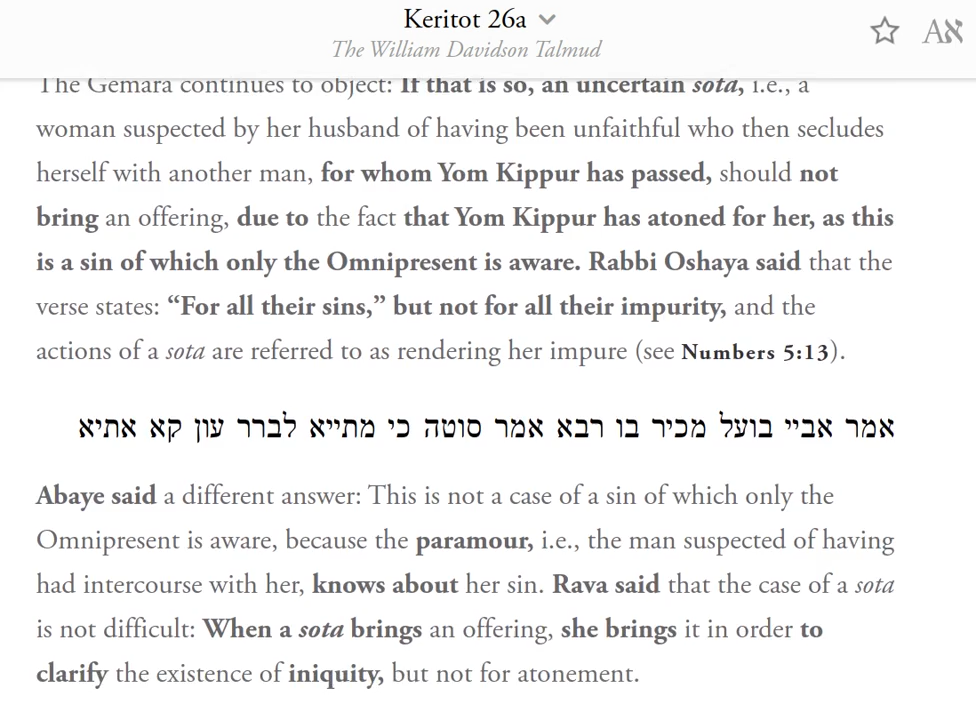 Keritot 26a
The William Davidson Talmud
Aא
The Gemara continues to object: If that is so, an uncertain sota, i.e., a
woman suspected by her husband of having been unfaithful who then secludes
herself with another man, for whom Yom Kippur has passed, should not
bring an offering, due to the fact that Yom Kippur has atoned for her, as this
is a sin of which only the Omnipresent is aware. Rabbi Oshaya said that the
verse states: “For all their sins,” but not for all their impurity, and the
actions of a sota are referred to as rendering her impure (see Numbers 5:13).
אמר אביי בועל מכיר בו רבא אמר סוטה כי מתייא לברר עון קא אתיא
Abaye said a different answer: This is not a case of a sin of which only the
Omnipresent is aware, because the paramour, i.e., the man suspected of having
had intercourse with her, knows about her sin. Rava said that the case of a sota
is not difficult: When a sota brings an offering, she brings it in order to
clarify the existence of iniquity, but not for atonement.